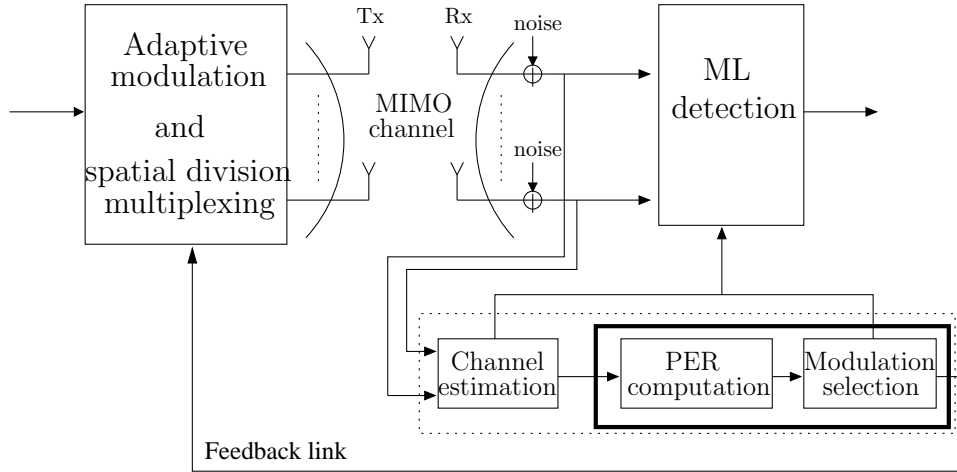 Adaptive
modulation
and
spatial division
multiplexing
Tx
Rx
MIMO
channel
noise
noise
ML
detection
Channel
estimation
PER
computation
Modulation
selection
Feedback link